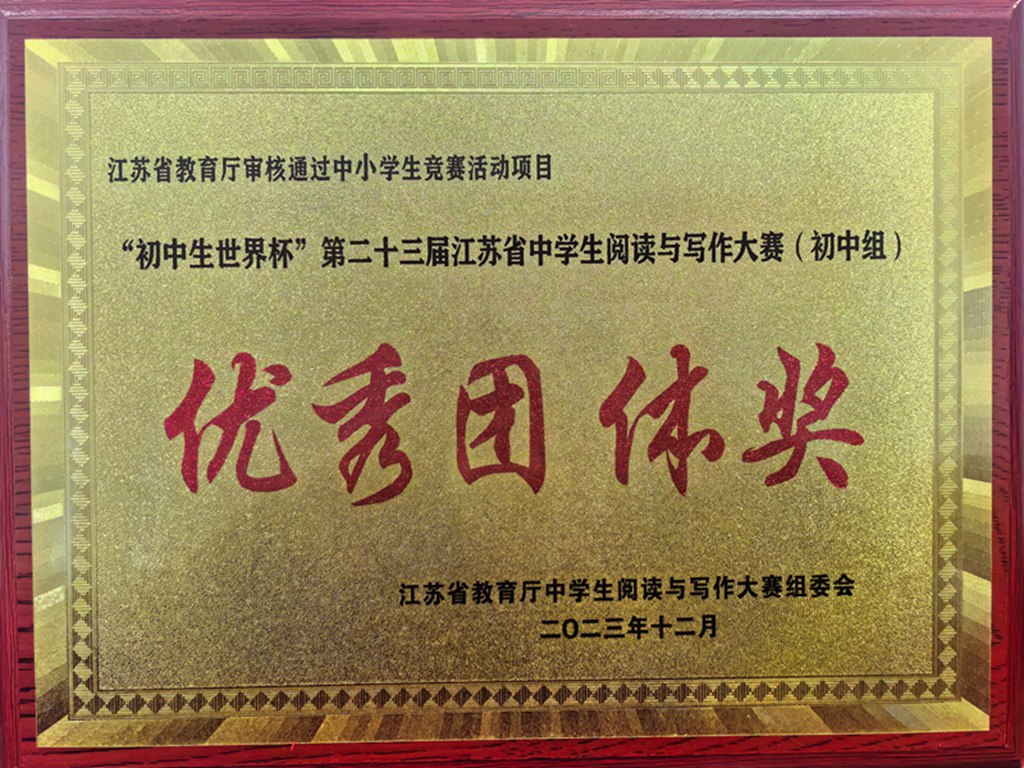 江苏省教育厅审核通过中小学生竞赛活动项目
“初中生世界杯”第二十三届江苏省中学生阅读与写作大赛（初中组）
优秀团体奖
江苏省教育厅中学生阅读与写作大赛组委会
二〇二三年十二月